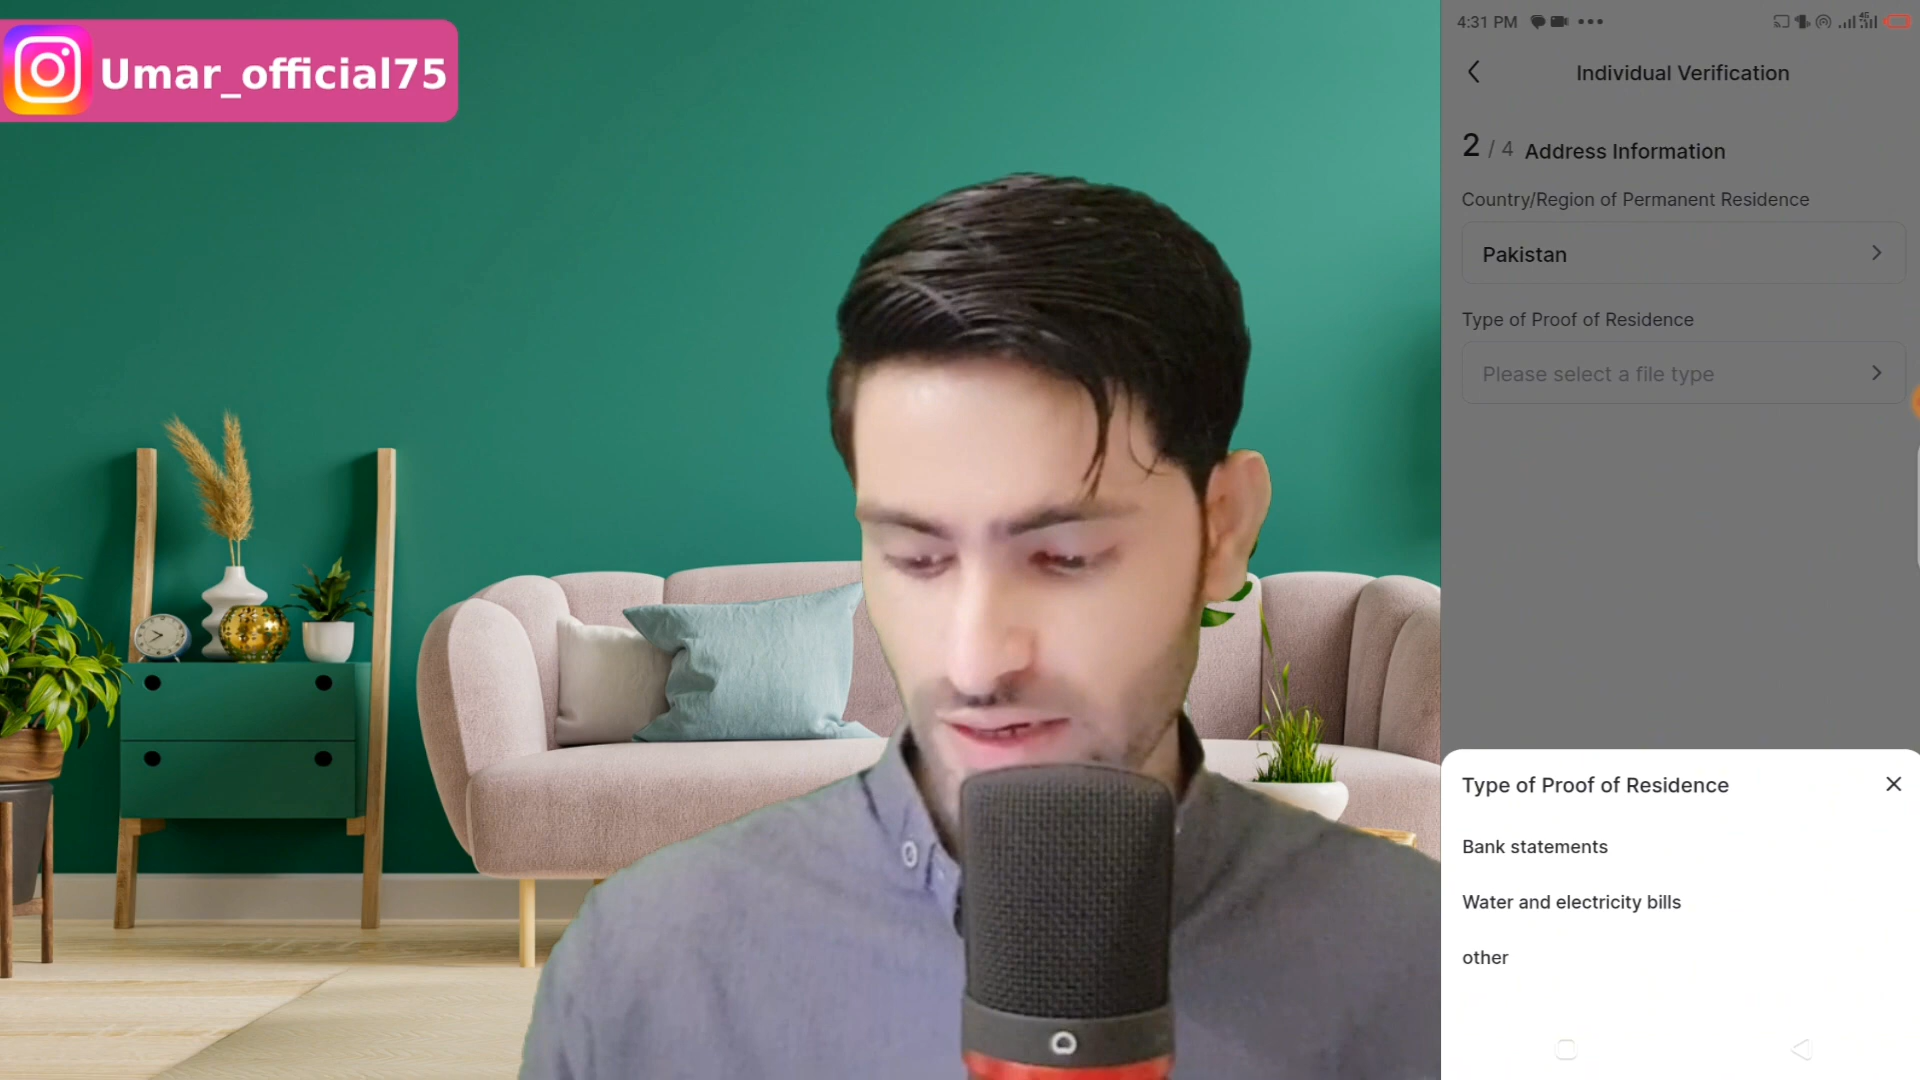 Umar_official75
4:31 PM
Individual Verification
2 / 4 Address Information
Country/Region of Permanent Residence
Pakistan
Type of Proof of Residence
Please select a file type
Type of Proof of Residence
Bank statements
Water and electricity bills
other